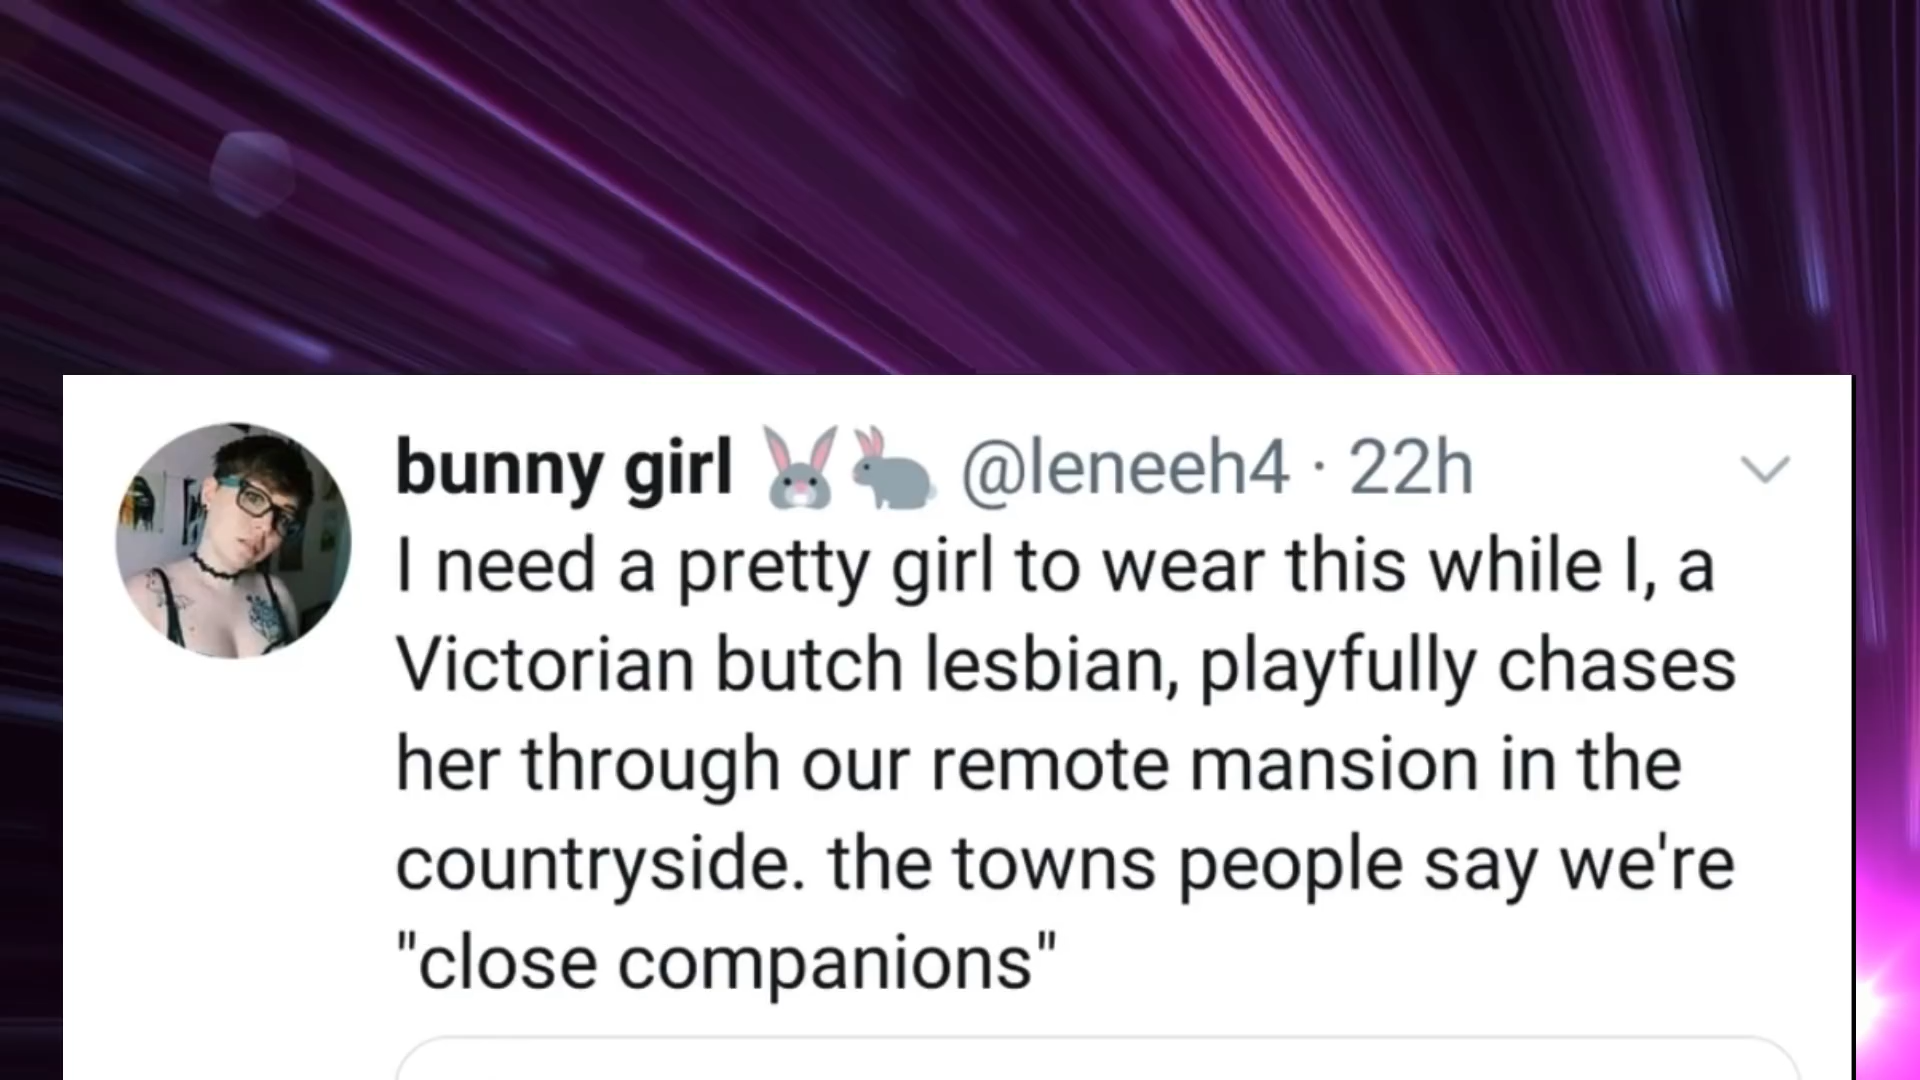 bunny girl 🐰🐇 @leneeh4 · 22h
I need a pretty girl to wear this while I, a
Victorian butch lesbian, playfully chases
her through our remote mansion in the
countryside. the towns people say we're
"close companions"